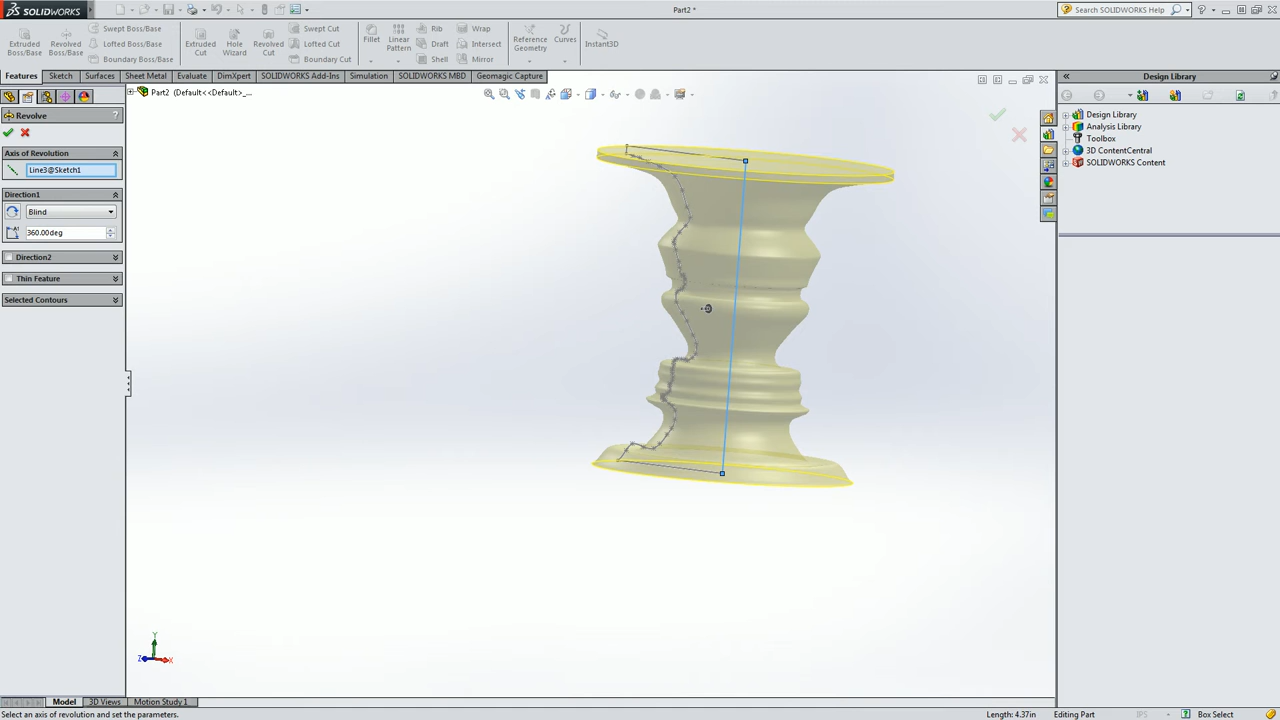 SOLIDWORKS
Part2 *
Search SOLIDWORKS Help
Extruded Boss/Base
Revolved Boss/Base
Swept Boss/Base
Lofted Boss/Base
Boundary Boss/Base
Extruded Cut
Hole Wizard
Revolved Cut
Swept Cut
Lofted Cut
Boundary Cut
Fillet
Linear Pattern
Rib
Draft
Shell
Wrap
Intersect
Mirror
Reference Geometry
Curves
Instant3D
Features Sketch Surfaces Sheet Metal Evaluate DimXpert SOLIDWORKS Add-Ins Simulation SOLIDWORKS MBD Geomagic Capture
Part2 (Default<<Default>_...
Revolve
?
Axis of Revolution
Line3@Sketch1
Direction1
Blind
360.00deg
Direction2
Thin Feature
Selected Contours
Design Library
Design Library
Analysis Library
Toolbox
3D ContentCentral
SOLIDWORKS Content
Y
Z
X
Model 3D Views Motion Study 1
Select an axis of revolution and set the parameters.
Length: 4.37in Editing Part IPS Box Select